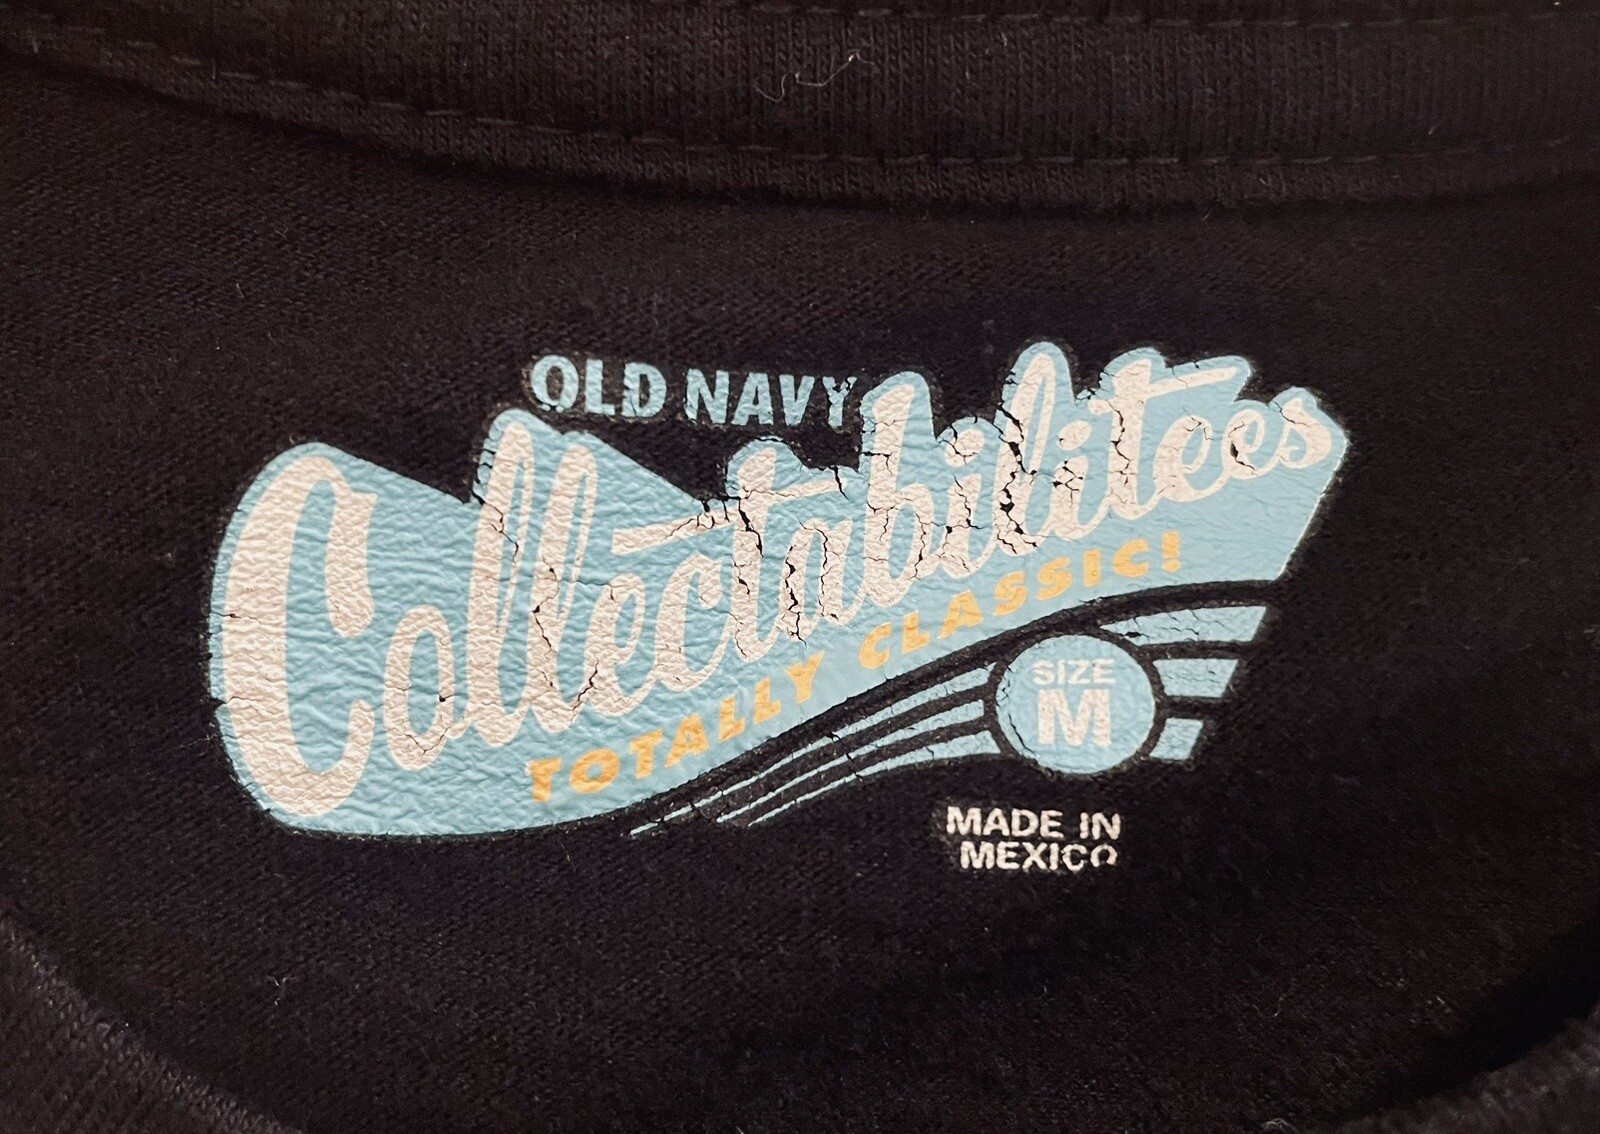 OLD NAVY
Collectabilitees
TOTALLY CLASSIC!
SIZE
M
MADE IN
MEXICO